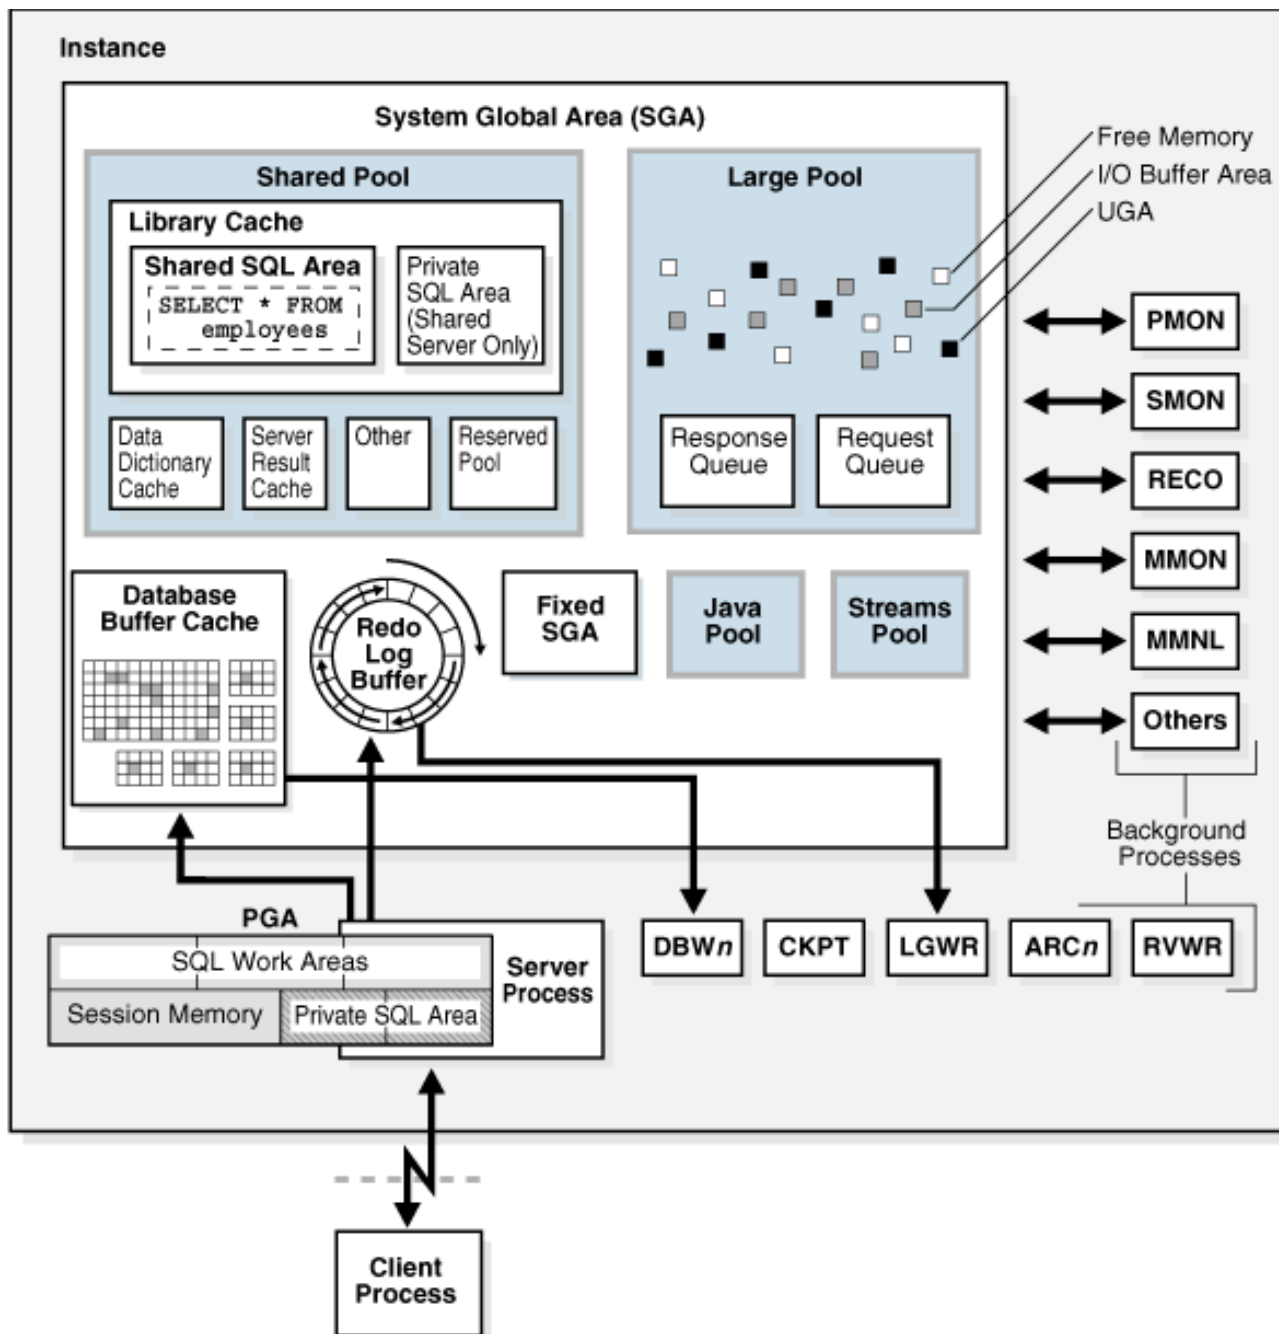 Instance
System Global Area (SGA)
Shared Pool
Library Cache
Shared SQL Area
SELECT * FROM
employees
Private
SQL Area
(Shared
Server Only)
Data
Dictionary
Cache
Server
Result
Cache
Other
Reserved
Pool
Large Pool
Response
Queue
Request
Queue
Free Memory
I/O Buffer Area
UGA
Database
Buffer Cache
Redo
Log
Buffer
Fixed
SGA
Java
Pool
Streams
Pool
PMON
SMON
RECO
MMON
MMNL
Others
Background
Processes
PGA
SQL Work Areas
Session Memory
Private SQL Area
Server
Process
DBWn
CKPT
LGWR
ARCn
RVWR
Client
Process